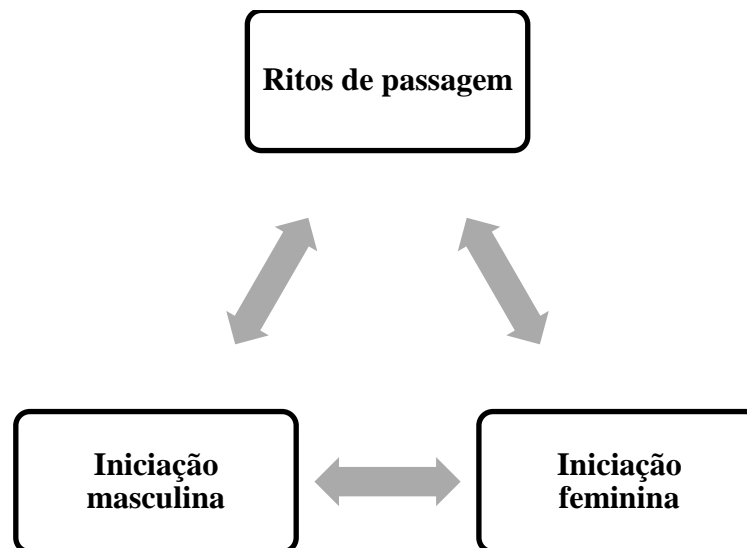 Ritos de passagem
Iniciação
masculina
Iniciação
feminina